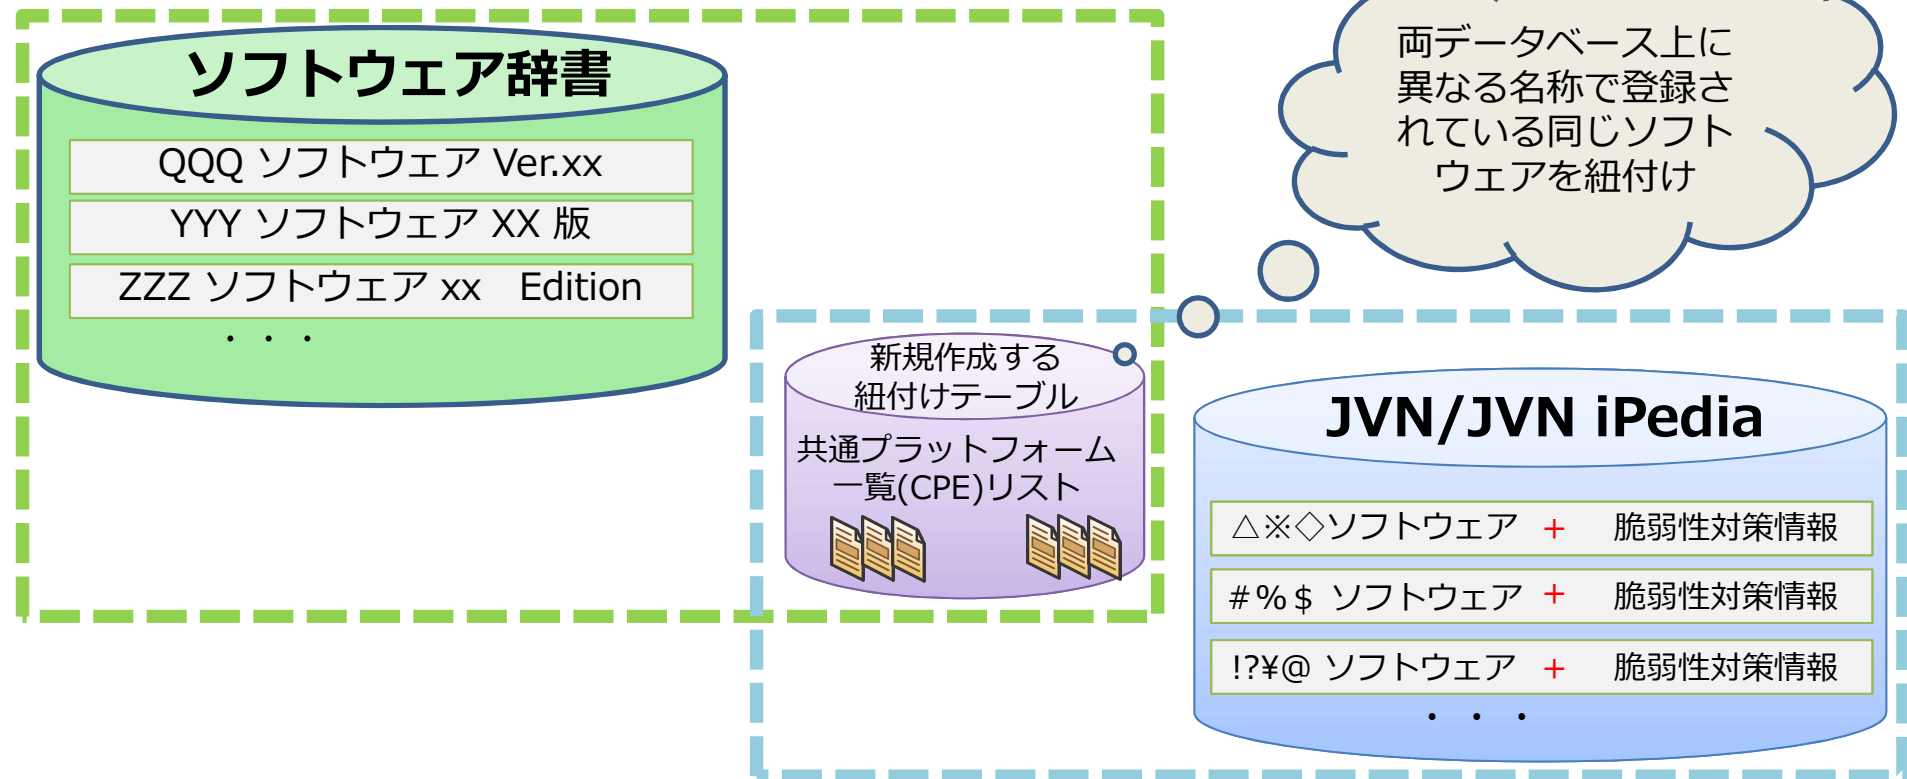 ソフトウェア辞書
QQQ ソフトウェア Ver.xx
YYY ソフトウェア XX 版
ZZZ ソフトウェア xx　Edition
・・・
両データベース上に
異なる名称で登録さ
れている同じソフト
ウェアを紐付け
新規作成する
紐付けテーブル
共通プラットフォーム
一覧(CPE)リスト
JVN/JVN iPedia
△※◇ソフトウェア + 脆弱性対策情報
#%$ ソフトウェア + 脆弱性対策情報
!?¥@ ソフトウェア + 脆弱性対策情報
・・・